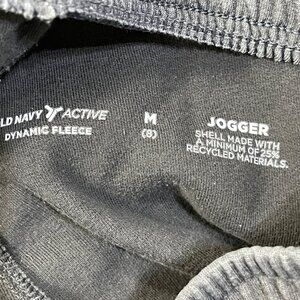 LD NAVY ACTIVE
DYNAMIC FLEECE
M
(8)
JOGGER
SHELL MADE WITH
A MINIMUM OF 25%
RECYCLED MATERIALS.